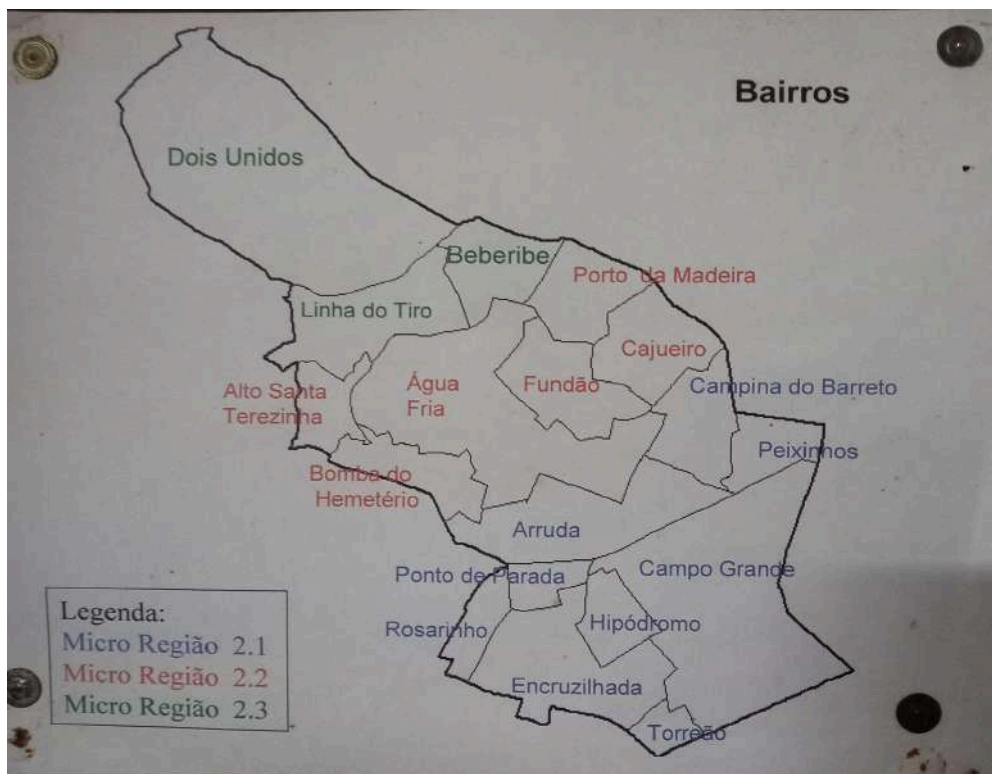 Bairros
Dois Unidos
Beberibe
Porto da Madeira
Linha do Tiro
Cajueiro
Alto Santa
Terezinha
Água
Fria
Fundão
Campina do Barreto
Peixinhos
Bomba do
Hemetério
Arruda
Ponto de Parada
Campo Grande
Rosarinho
Hipódromo
Encruzilhada
Torreão
Legenda:
Micro Região 2.1
Micro Região 2.2
Micro Região 2.3